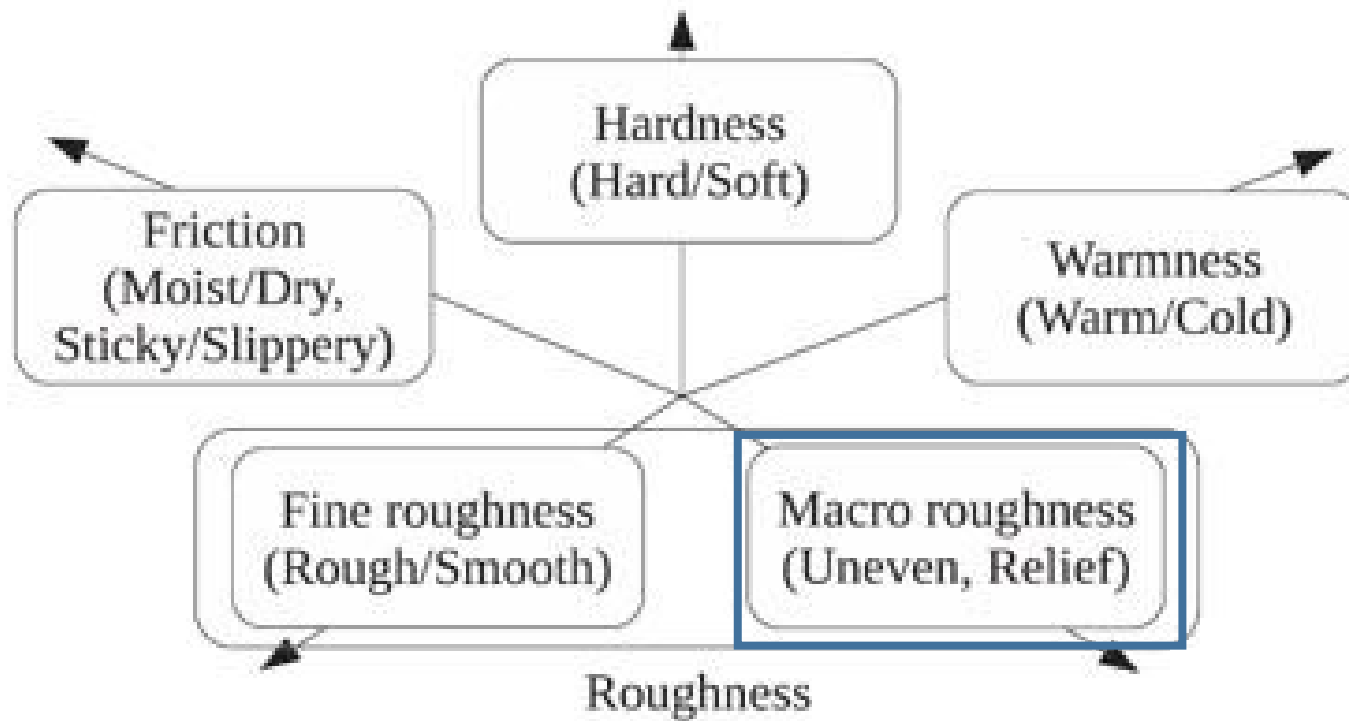 Hardness
(Hard/Soft)
Friction
(Moist/Dry,
Sticky/Slippery)
Warmness
(Warm/Cold)
Fine roughness
(Rough/Smooth)
Macro roughness
(Uneven, Relief)
Roughness